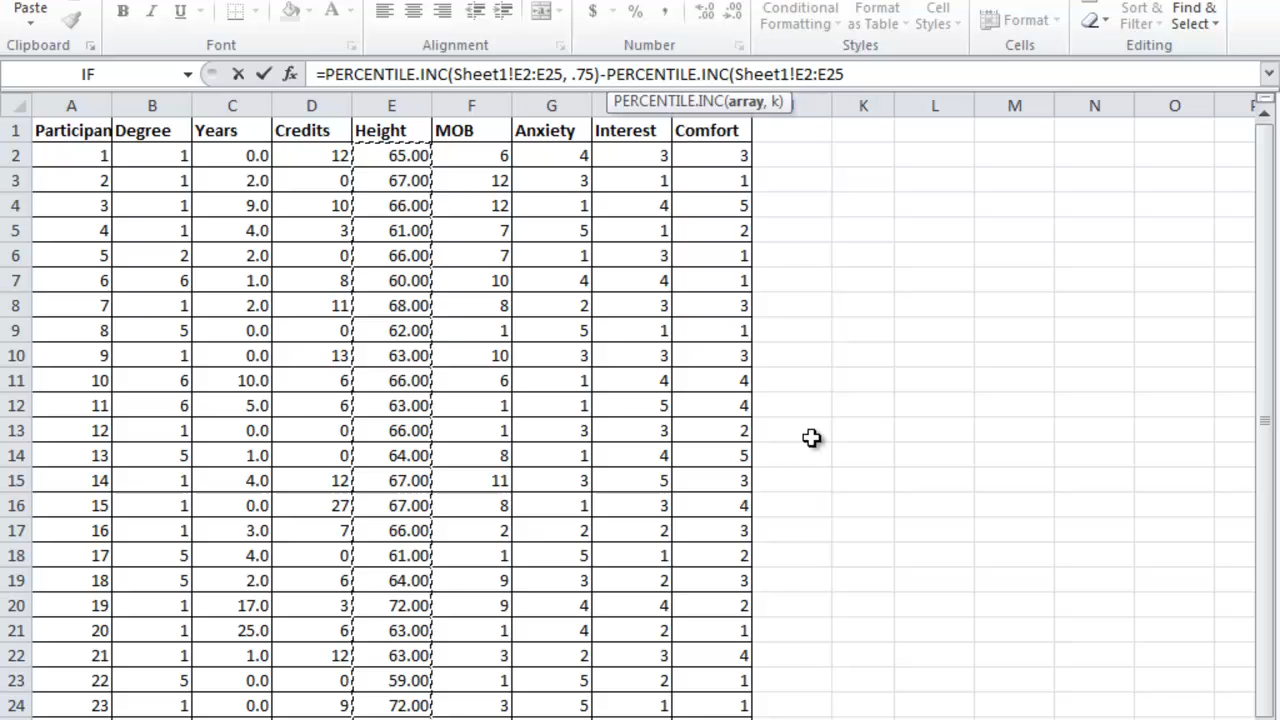 Paste B I U A $ % , .00 Conditional Format Cell Format Sort & Find &
Formatting as Table Styles Filter Select
Clipboard Font Alignment Number Styles Cells Editing
IF =PERCENTILE.INC(Sheet1!E2:E25, .75)-PERCENTILE.INC(Sheet1!E2:E25
PERCENTILE.INC(array, k)
A B C D E F G K L M N O
1 Participan Degree Years Credits Height MOB Anxiety Interest Comfort
2 1 1 0.0 12 65.00 6 4 3 3
3 2 1 2.0 0 67.00 12 3 1 1
4 3 1 9.0 10 66.00 12 1 4 5
5 4 1 4.0 3 61.00 7 5 1 2
6 5 2 2.0 0 66.00 7 1 3 1
7 6 6 1.0 8 60.00 10 4 4 1
8 7 1 2.0 11 68.00 8 2 3 3
9 8 5 0.0 0 62.00 1 5 1 1
10 9 1 0.0 13 63.00 10 3 3 3
11 10 6 10.0 6 66.00 6 1 4 4
12 11 6 5.0 6 63.00 1 1 5 4
13 12 1 0.0 0 66.00 1 3 3 2
14 13 5 1.0 0 64.00 8 1 4 5
15 14 1 4.0 12 67.00 11 3 5 3
16 15 1 0.0 27 67.00 8 1 3 4
17 16 1 3.0 7 66.00 2 2 2 3
18 17 5 4.0 0 61.00 1 5 1 2
19 18 5 2.0 6 64.00 9 3 2 3
20 19 1 17.0 3 72.00 9 4 4 2
21 20 1 25.0 6 63.00 1 4 2 1
22 21 1 1.0 12 63.00 3 2 3 4
23 22 5 0.0 0 59.00 1 5 2 1
24 23 1 0.0 9 72.00 3 5 1 1